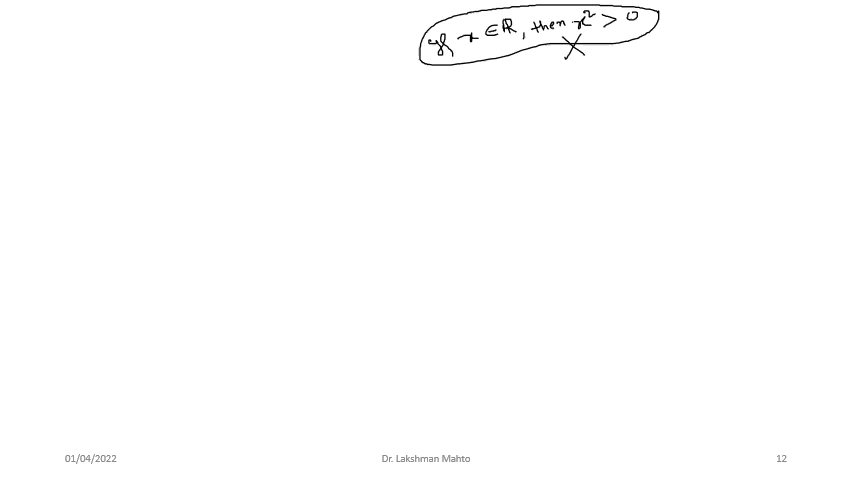 If x ∈ ℝ, then x² > 0
01/04/2022
Dr. Lakshman Mahto
12